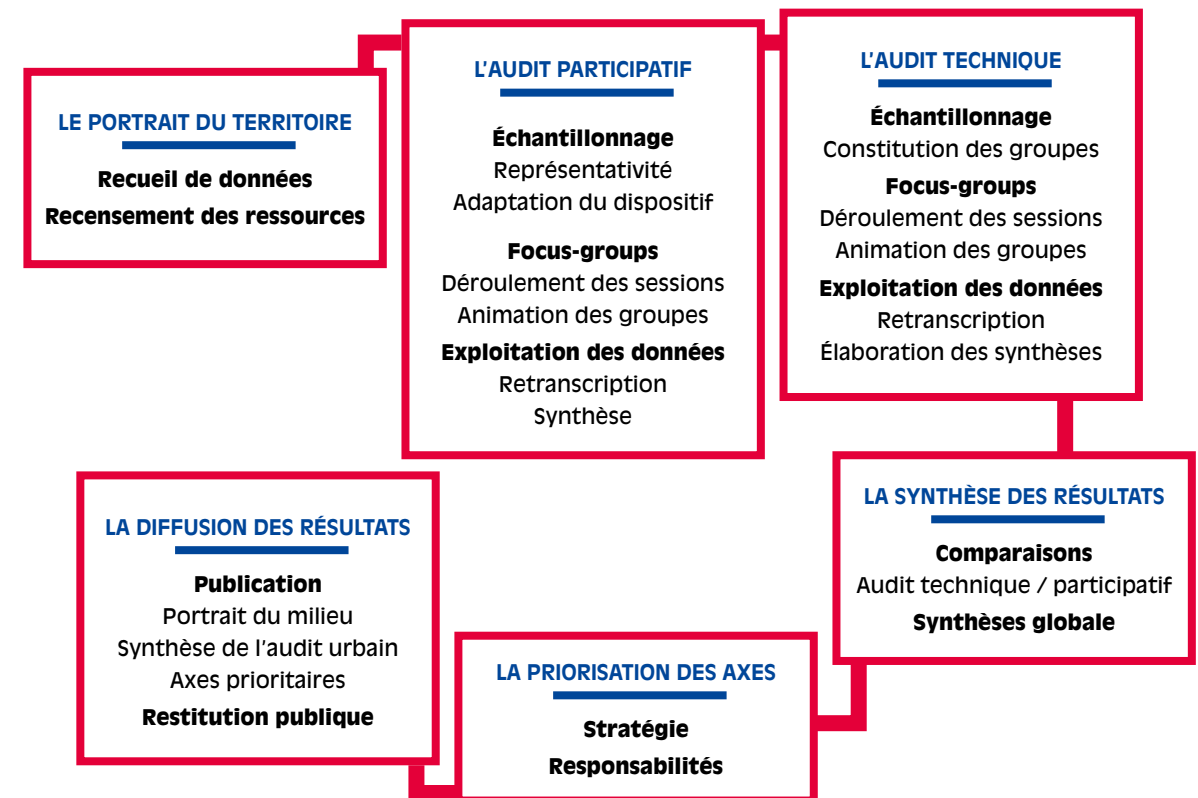 LE PORTRAIT DU TERRITOIRE
Recueil de données
Recensement des ressources
L'AUDIT PARTICIPATIF
Échantillonnage
Représentativité
Adaptation du dispositif
Focus-groups
Déroulement des sessions
Animation des groupes
Exploitation des données
Retranscription
Synthèse
L'AUDIT TECHNIQUE
Échantillonnage
Constitution des groupes
Focus-groups
Déroulement des sessions
Animation des groupes
Exploitation des données
Retranscription
Élaboration des synthèses
LA SYNTHÈSE DES RÉSULTATS
Comparaisons
Audit technique / participatif
Synthèses globale
LA PRIORISATION DES AXES
Stratégie
Responsabilités
LA DIFFUSION DES RÉSULTATS
Publication
Portrait du milieu
Synthèse de l'audit urbain
Axes prioritaires
Restitution publique